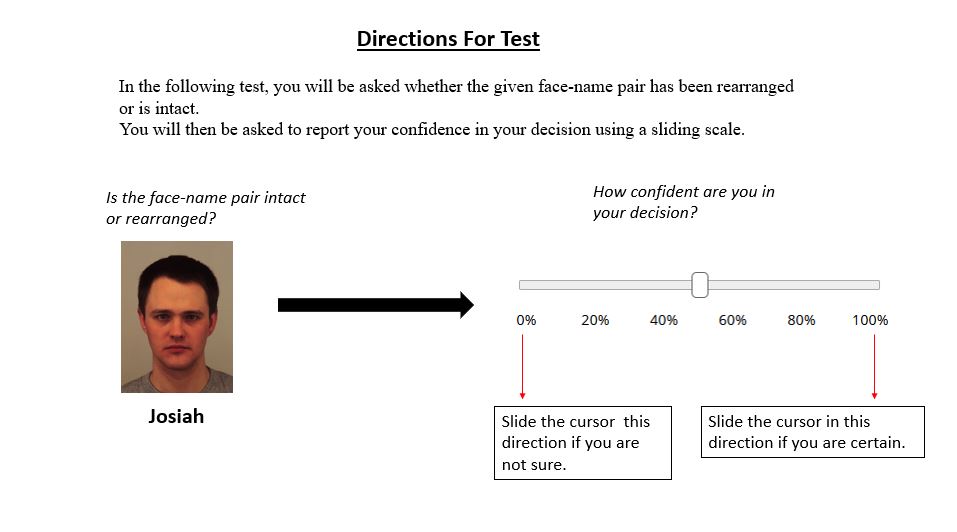 Directions For Test
In the following test, you will be asked whether the given face-name pair has been rearranged
or is intact.
You will then be asked to report your confidence in your decision using a sliding scale.
Is the face-name pair intact
or rearranged?
Josiah
How confident are you in
your decision?
0% 20% 40% 60% 80% 100%
Slide the cursor this
direction if you are
not sure.
Slide the cursor in this
direction if you are certain.